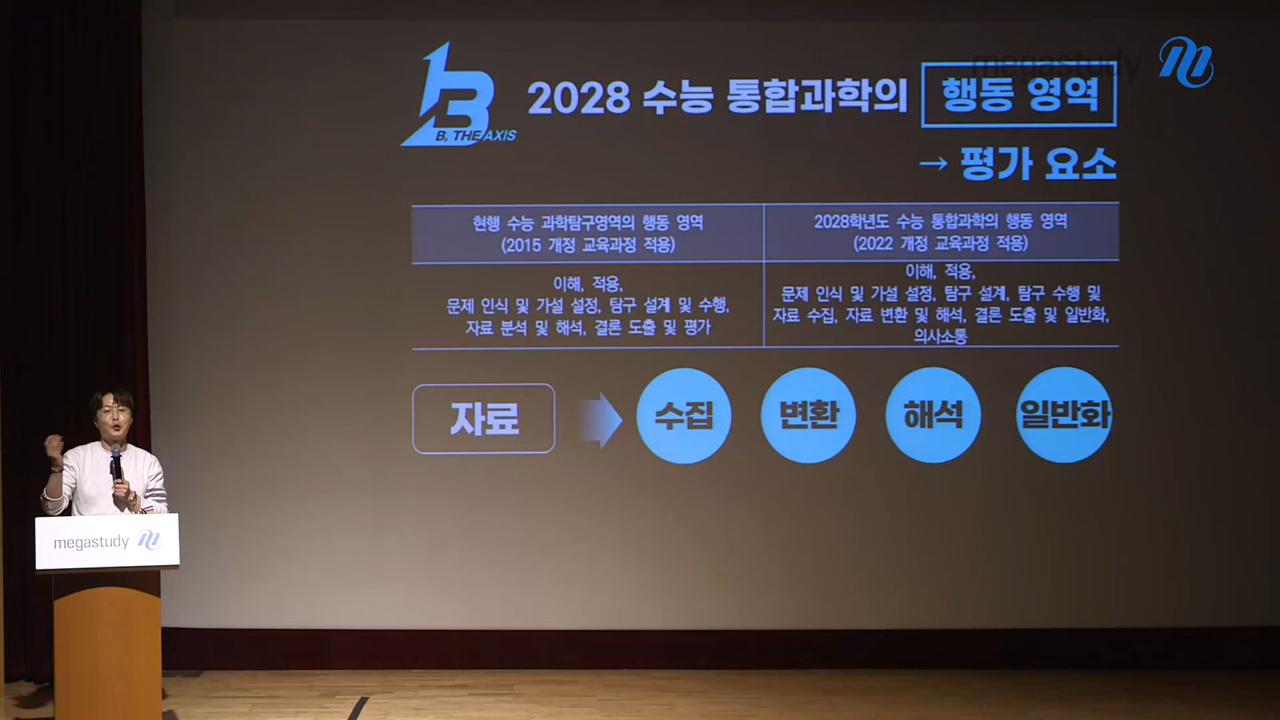 megastudy
B, THE AXIS
2028 수능 통합과학의 행동 영역
→ 평가 요소
현행 수능 과학탐구영역의 행동 영역
(2015 개정 교육과정 적용)
2028학년도 수능 통합과학의 행동 영역
(2022 개정 교육과정 적용)
이해, 적용,
문제 인식 및 가설 설정, 탐구 설계 및 수행,
자료 분석 및 해석, 결론 도출 및 평가
이해, 적용,
문제 인식 및 가설 설정, 탐구 설계, 탐구 수행 및
자료 수집, 자료 변환 및 해석, 결론 도출 및 일반화,
의사소통
자료
수집
변환
해석
일반화
megastudy